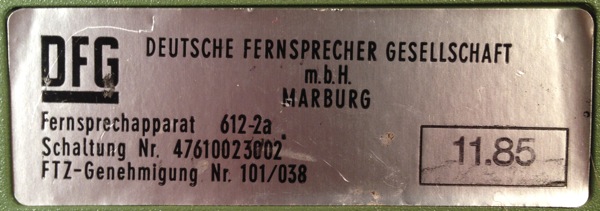 DFG
DEUTSCHE FERNSPRECHER GESELLSCHAFT
m.b.H.
MARBURG
Fernsprechapparat 612-2a
Schaltung Nr. 47610023002
FTZ-Genehmigung Nr. 101/038
11.85